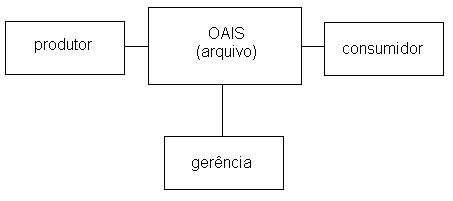 produtor
OAIS
(arquivo)
consumidor
gerência